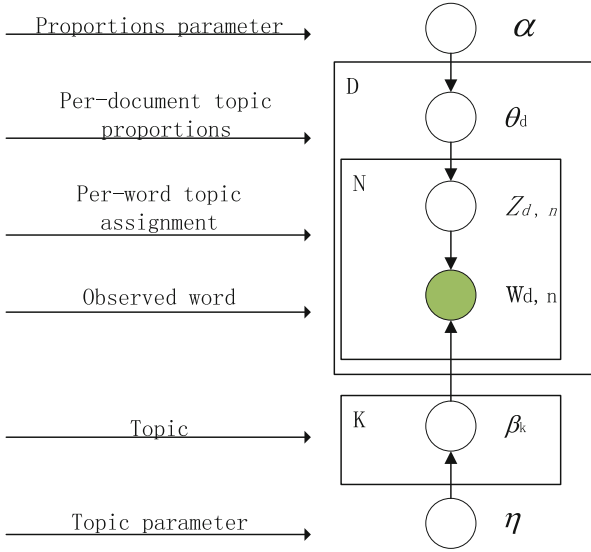 Proportions parameter
α
D
Per-document topic
proportions
θd
N
Per-word topic
assignment
Zd, n
Observed word
Wd, n
K
Topic
βk
Topic parameter
η